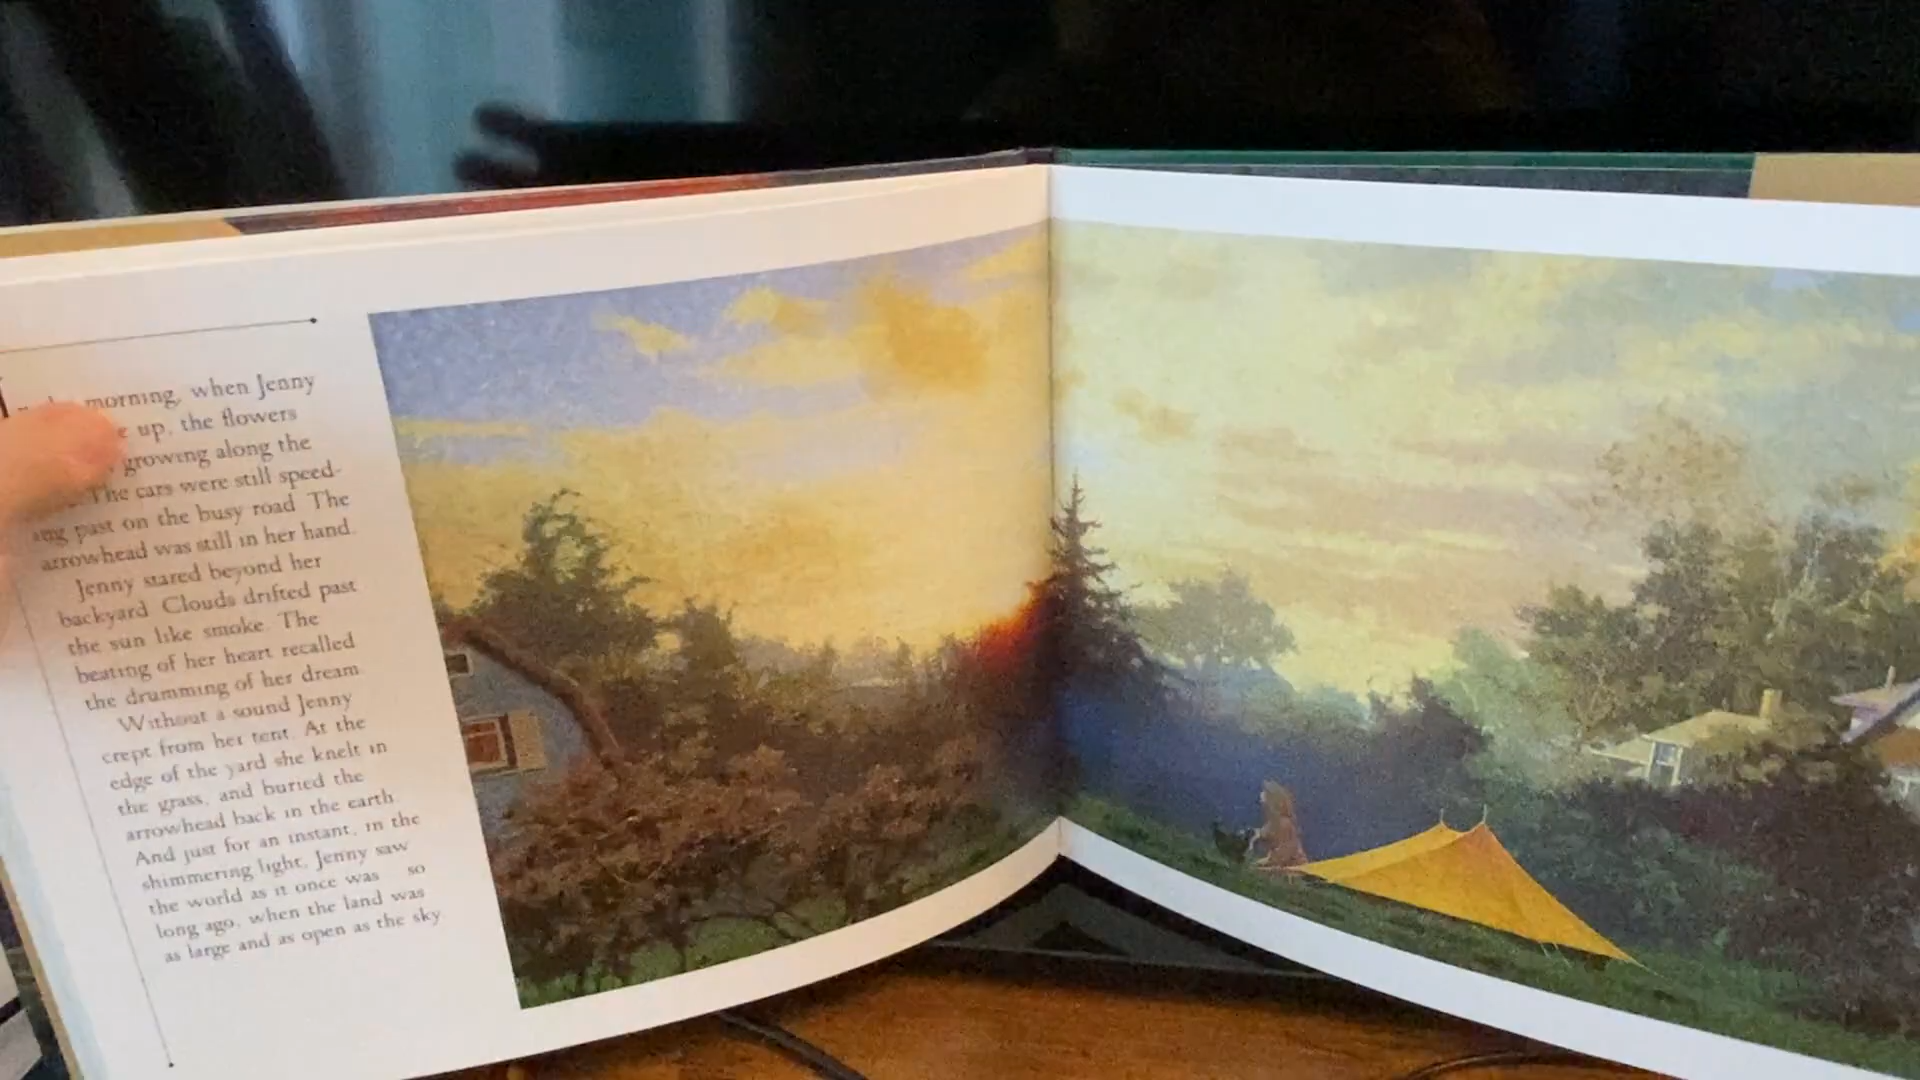 morning, when Jenny
up, the flowers
growing along the
The cars were still speed-
ing past on the busy road. The
arrowhead was still in her hand.
Jenny stared beyond her
backyard. Clouds drifted past
the sun like smoke. The
beating of her heart recalled
the drumming of her dream.
Without a sound Jenny
crept from her tent. At the
edge of the yard she knelt in
the grass, and buried the
arrowhead back in the earth.
And just for an instant, in the
shimmering light, Jenny saw
the world as it once was so
long ago, when the land was
as large and as open as the sky.